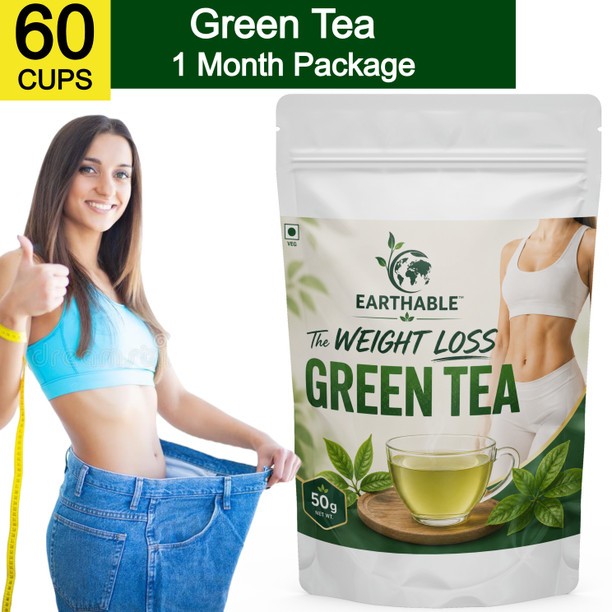 60
CUPS
Green Tea
1 Month Package
VEG
EARTHABLE™
The WEIGHT LOSS
GREEN TEA
50g
NET WT.